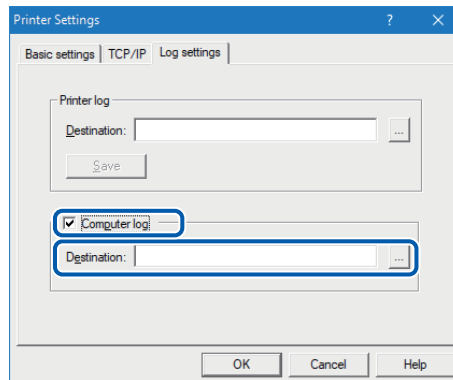 Printer Settings ? ×
Basic settings TCP/IP Log settings
Printer log
Destination: ...
Save
Computer log
Destination: ...
OK Cancel Help